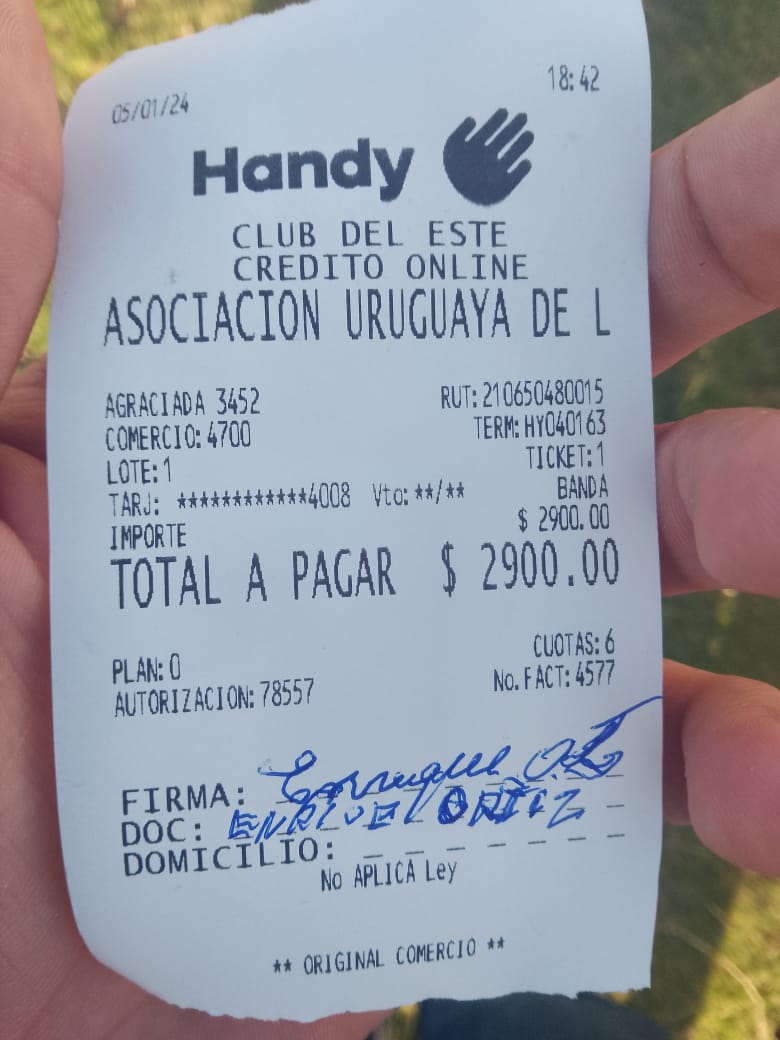 05/01/24 18:42
Handy
CLUB DEL ESTE
CREDITO ONLINE
ASOCIACION URUGUAYA DE L
AGRACIADA 3452 RUT: 210650480015
COMERCIO: 4700 TERM: HY040163
LOTE: 1 TICKET: 1
TARJ: ************4008 Vto: **/** BANDA
IMPORTE $ 2900.00
TOTAL A PAGAR $ 2900.00
PLAN: 0 CUOTAS: 6
AUTORIZACION: 78557 No. FACT: 4577
FIRMA:
DOC: ENRIQUE ORTIZ
DOMICILIO:
No APLICA Ley
** ORIGINAL COMERCIO **